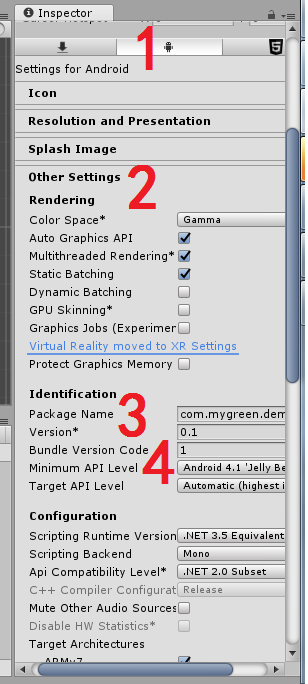 Inspector
1
Settings for Android
Icon
Resolution and Presentation
Splash Image
Other Settings
2
Rendering
Color Space* Gamma
Auto Graphics API
Multithreaded Rendering*
Static Batching
Dynamic Batching
GPU Skinning*
Graphics Jobs (Experimen
Virtual Reality moved to XR Settings
Protect Graphics Memory
Identification
3
Package Name com.mygreen.dem
Version* 0.1
Bundle Version Code 1
4
Minimum API Level Android 4.1 'Jelly Be
Target API Level Automatic (highest i
Configuration
Scripting Runtime Version .NET 3.5 Equivalent
Scripting Backend Mono
Api Compatibility Level* .NET 2.0 Subset
C++ Compiler Configurat Release
Mute Other Audio Sources
Disable HW Statistics*
Target Architectures
ARMv7